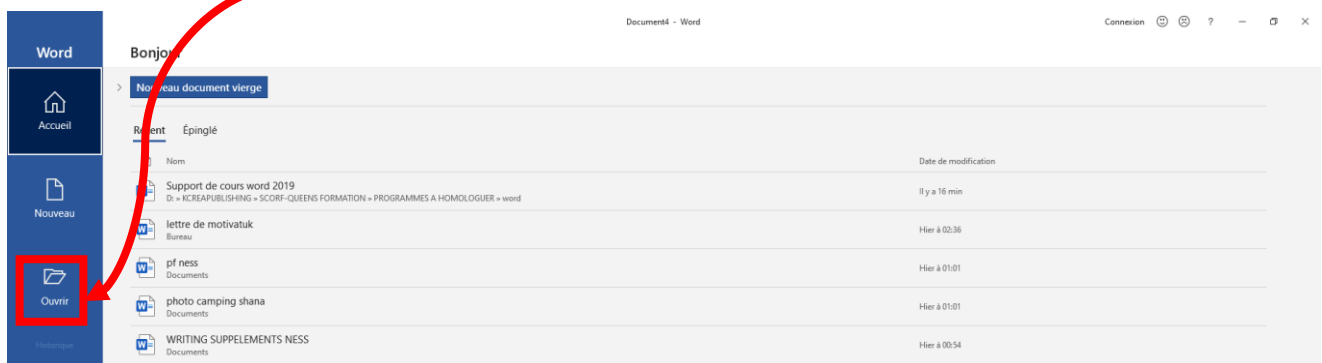 Document4 - Word
Connexion ?
Word
Bonjour
Nouveau document vierge
Accueil
Récent Épinglé
Nom Date de modification
Support de cours word 2019 Il y a 16 min
D: » KCREAPUBLISHING » SCORF-QUEENS FORMATION » PROGRAMMES A HOMOLOGUER » word
Nouveau
lettre de motivatuk Hier à 02:36
Bureau
pf ness Hier à 01:01
Documents
Ouvrir
photo camping shana Hier à 01:01
Documents
WRITING SUPPELEMENTS NESS Hier à 00:54
Documents
Historique